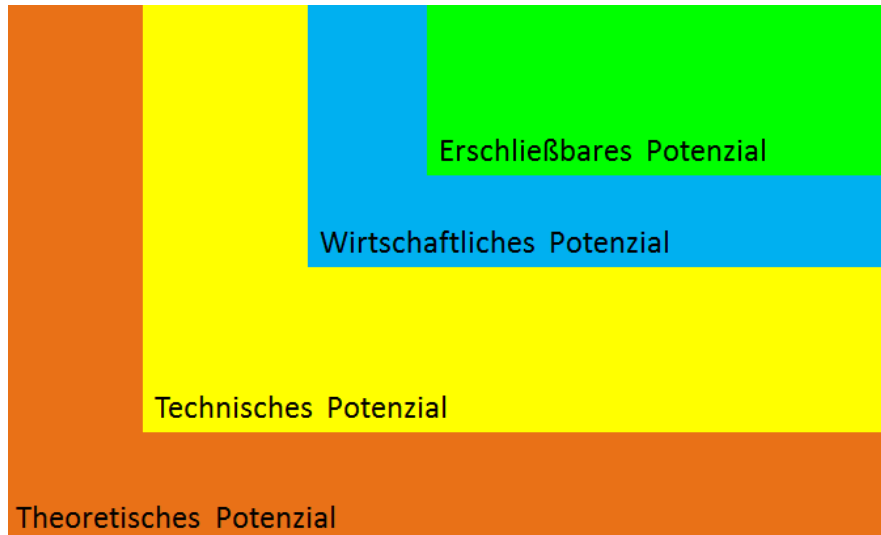 Erschließbares Potenzial
Wirtschaftliches Potenzial
Technisches Potenzial
Theoretisches Potenzial